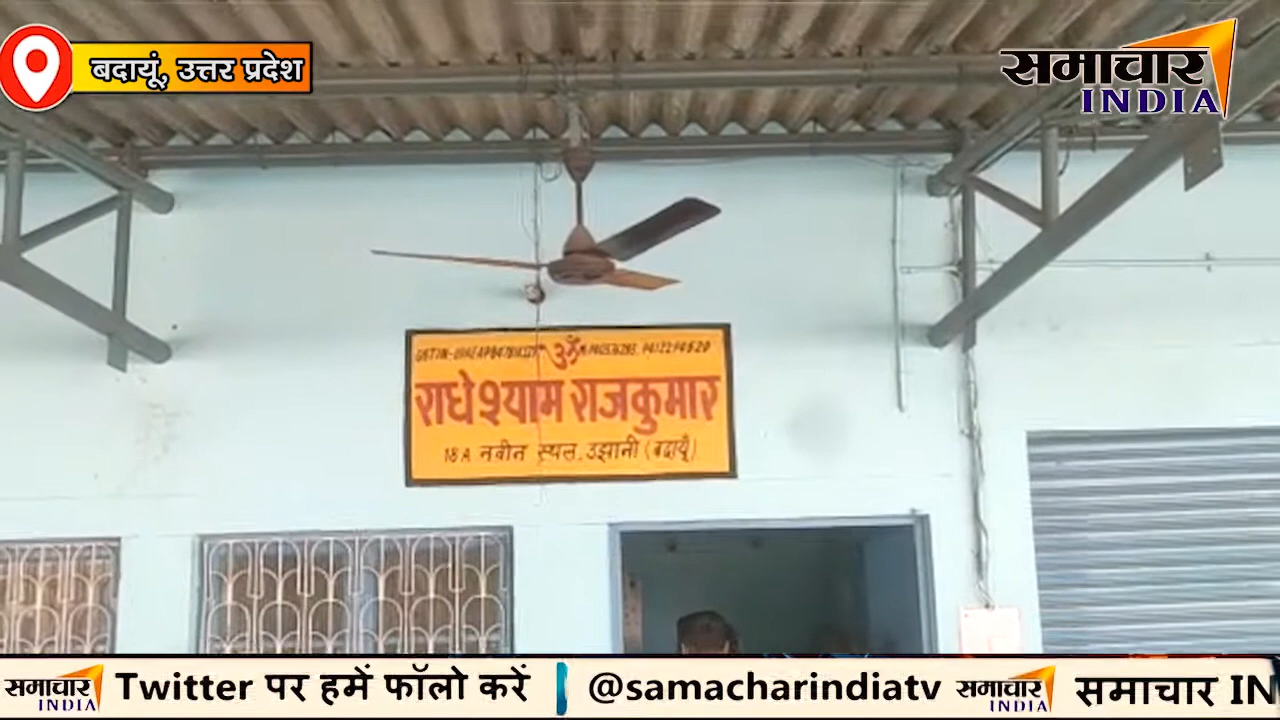 बदायूं, उत्तर प्रदेश
समाचार
INDIA
ॐ
राधेश्याम राजकुमार
18A नवीन स्थल, उझानी (बदायूँ)
समाचार INDIA Twitter पर हमें फॉलो करें @samacharindiatv समाचार INDIA समाचार IN